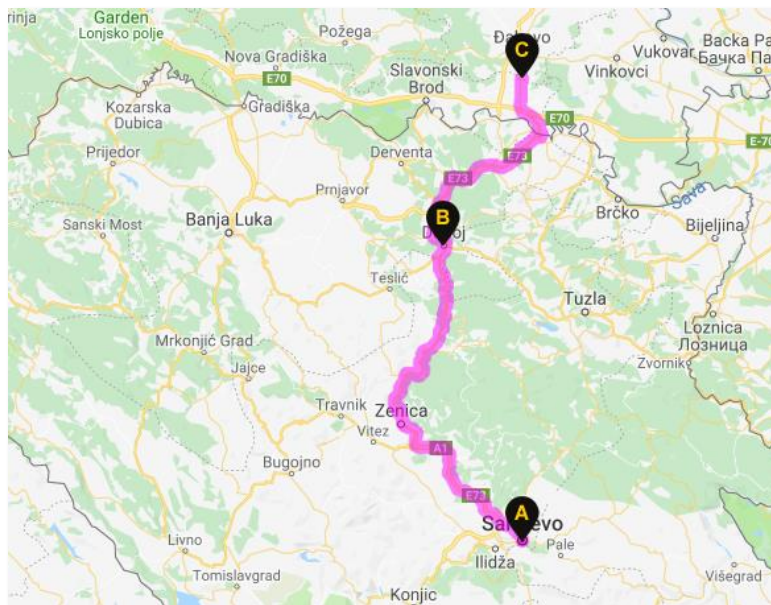 Garden
Lonjsko polje
rinja
Požega
Đakovo
C
Nova Gradiška
E70
Slavonski
Brod
Vukovar
Vinkovci
Bačka Pa
Бачка Па
Kozarska
Dubica
Gradiška
E70
E-70
Derventa
E73
Prijedor
E73
Prnjavor
Sava
Brčko
Banja Luka
B
Sanski Most
Bijeljina
Teslić
Tuzla
Loznica
Лозница
Mrkonjić Grad
Zvornik
Jajce
Travnik
Zenica
Vitez
A1
Bugojno
E73
A
Ilidža
Pale
Livno
Višegrad
Tomislavgrad
Konjic